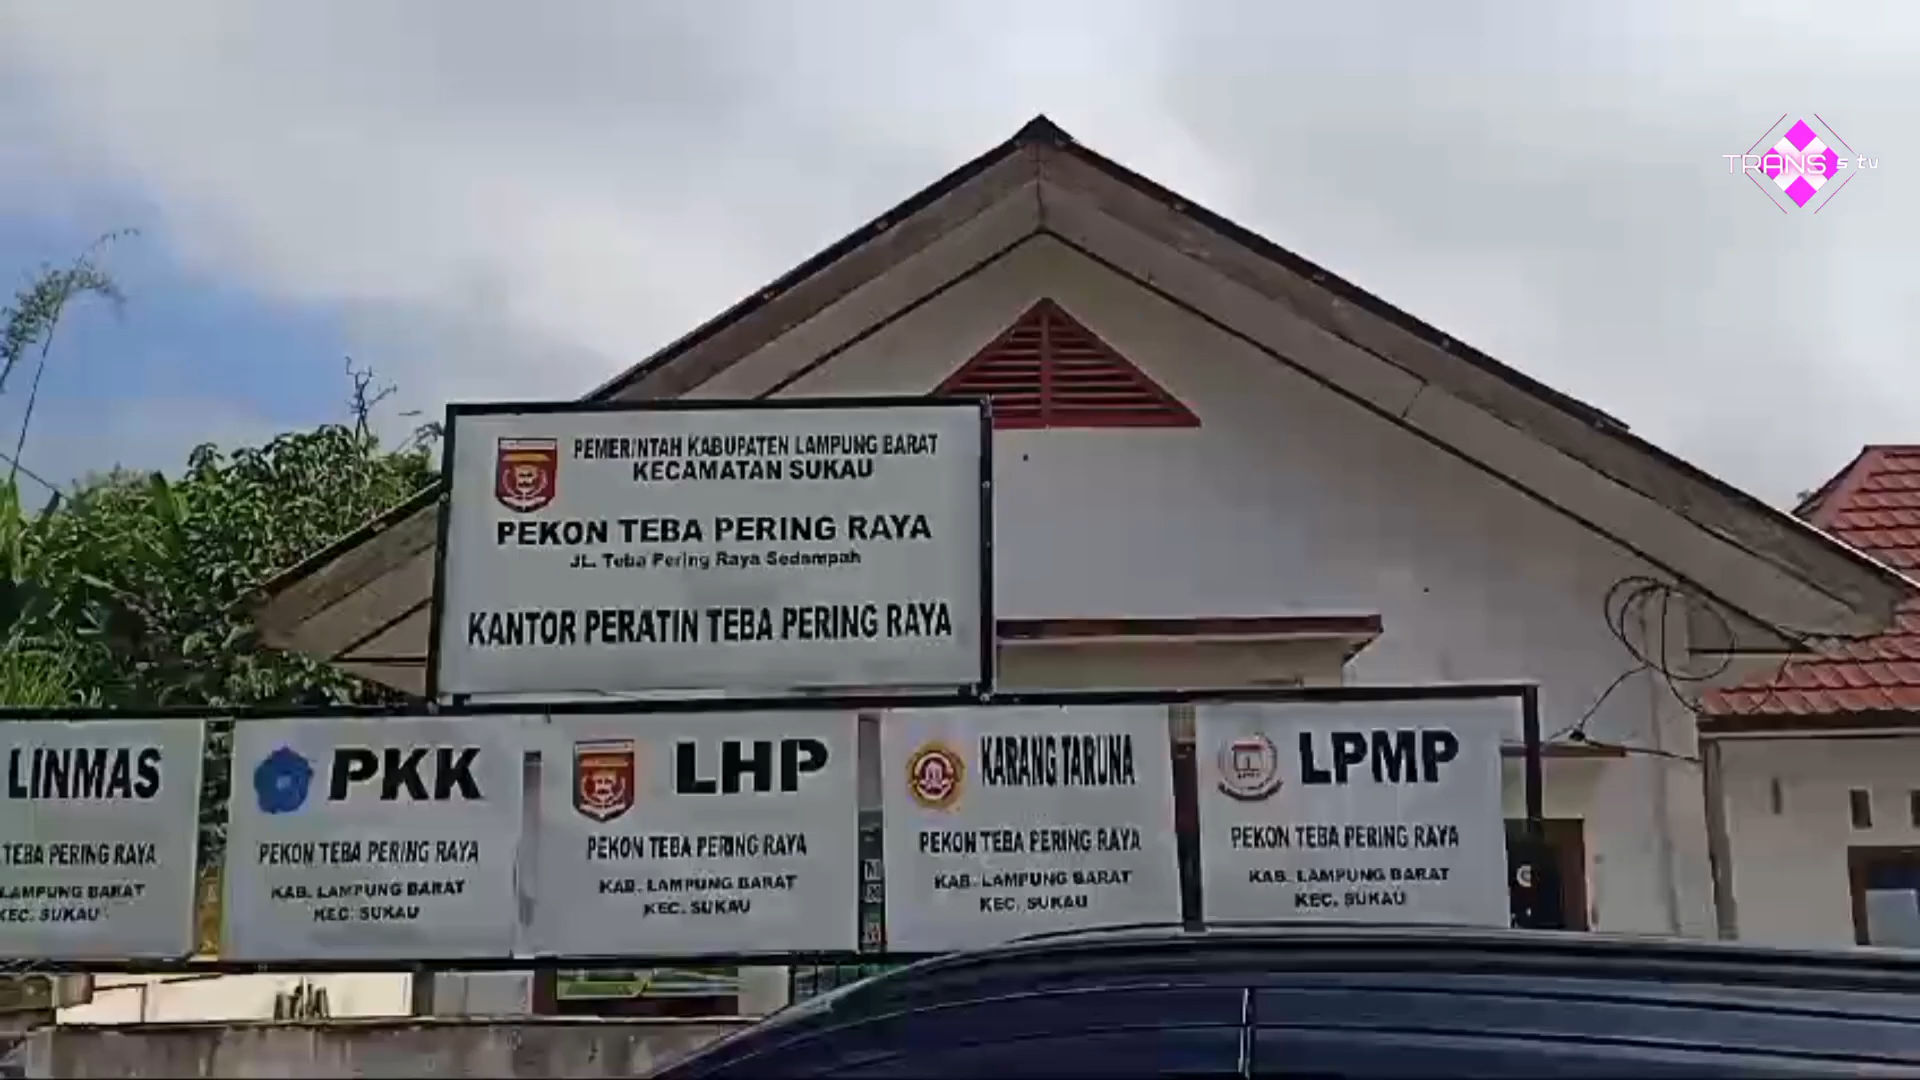 TRANS s tv
PEMERINTAH KABUPATEN LAMPUNG BARAT
KECAMATAN SUKAU
PEKON TEBA PERING RAYA
JL. Teba Pering Raya Sedampah
KANTOR PERATIN TEBA PERING RAYA
LINMAS
TEBA PERING RAYA
LAMPUNG BARAT
KEC. SUKAU
PKK
PEKON TEBA PERING RAYA
KAB. LAMPUNG BARAT
KEC. SUKAU
LHP
PEKON TEBA PERING RAYA
KAB. LAMPUNG BARAT
KEC. SUKAU
KARANG TARUNA
PEKON TEBA PERING RAYA
KAB. LAMPUNG BARAT
KEC. SUKAU
LPMP
PEKON TEBA PERING RAYA
KAB. LAMPUNG BARAT
KEC. SUKAU